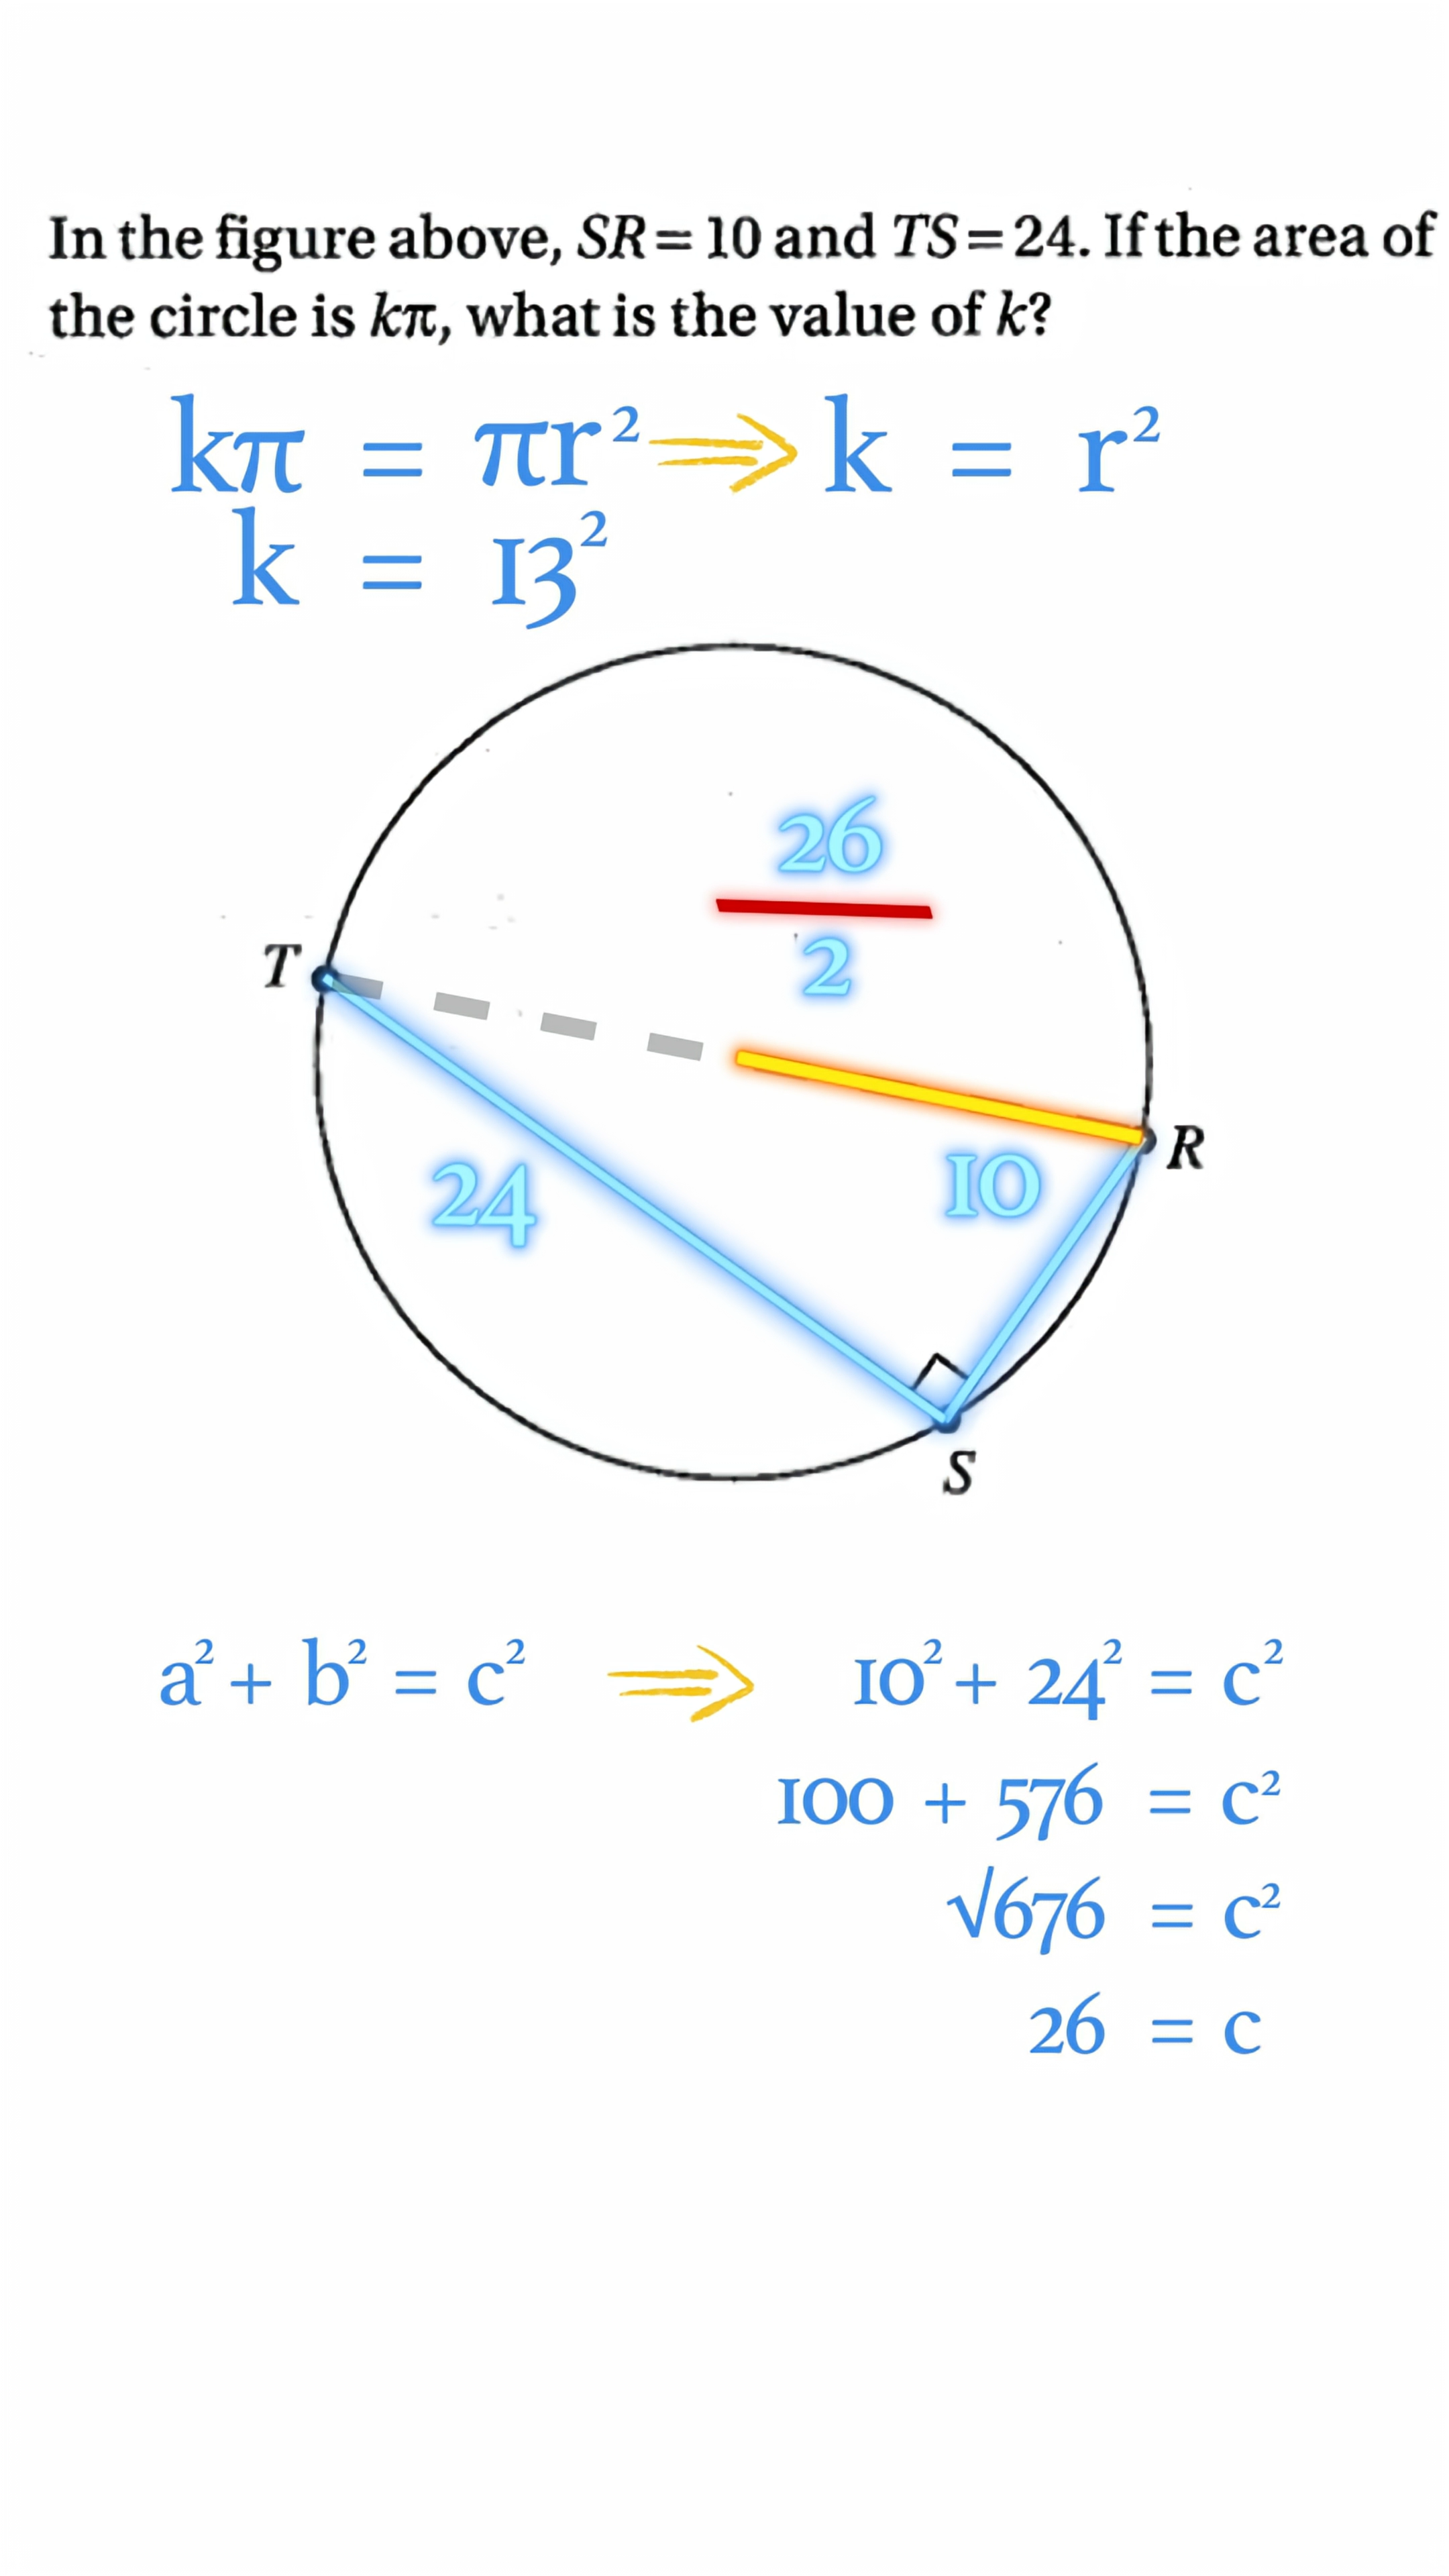 In the figure above, SR = 10 and TS = 24. If the area of
the circle is kπ, what is the value of k?
kπ = πr² ⇒ k = r²
k = 13²
26
2
T
R
24
10
S
a² + b² = c² ⇒ 10² + 24² = c²
100 + 576 = c²
√676 = c²
26 = c